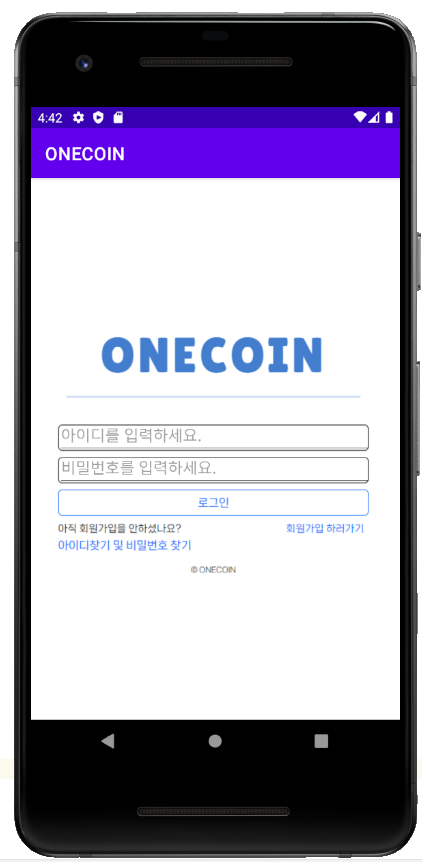 4:42
ONECOIN
ONECOIN
아이디를 입력하세요.
비밀번호를 입력하세요.
로그인
아직 회원가입을 안하셨나요? 회원가입 하러가기
아이디찾기 및 비밀번호 찾기
© ONECOIN